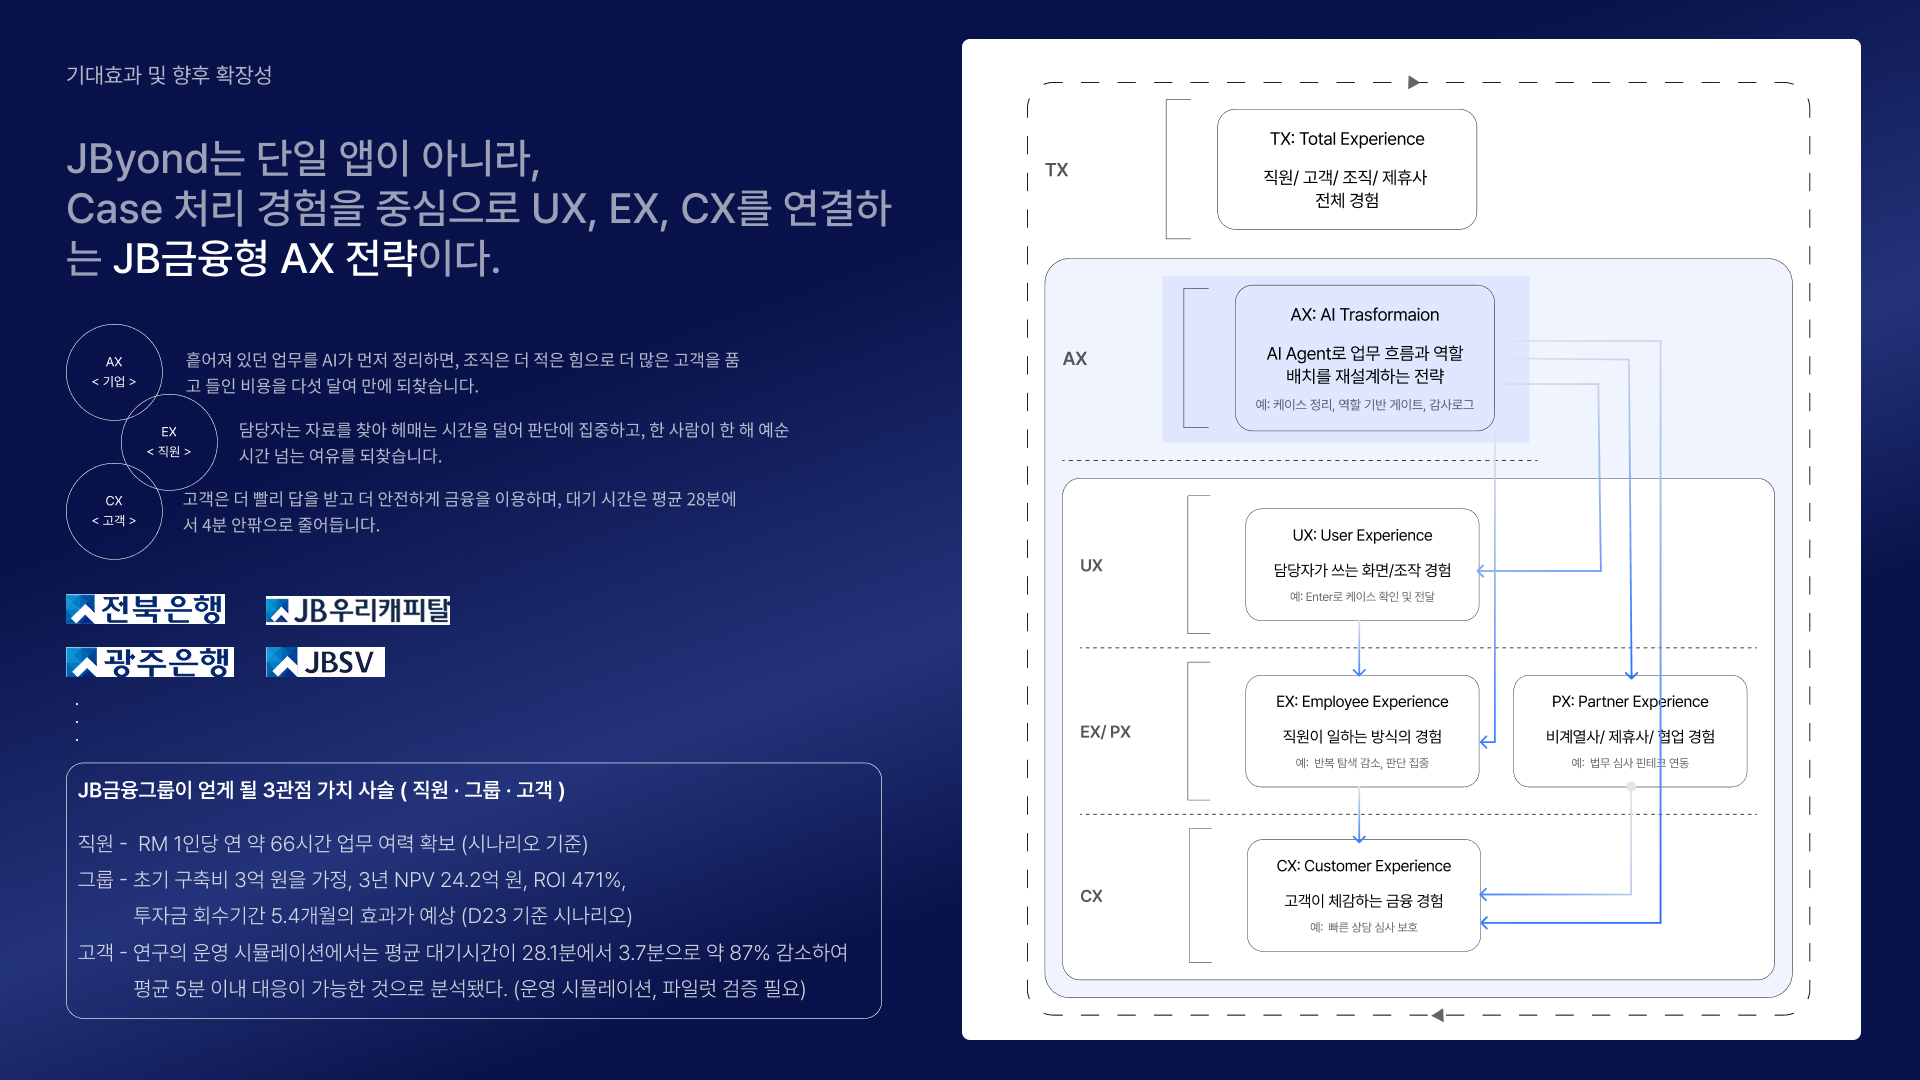 기대효과 및 향후 확장성
JByond는 단일 앱이 아니라,
Case 처리 경험을 중심으로 UX, EX, CX를 연결하
는 JB금융형 AX 전략이다.
AX
< 기업 >
흩어져 있던 업무를 AI가 먼저 정리하면, 조직은 더 적은 힘으로 더 많은 고객을 품
고 들인 비용을 다섯 달여 만에 되찾습니다.
EX
< 직원 >
담당자는 자료를 찾아 헤매는 시간을 덜어 판단에 집중하고, 한 사람이 한 해 예순
시간 넘는 여유를 되찾습니다.
CX
< 고객 >
고객은 더 빨리 답을 받고 더 안전하게 금융을 이용하며, 대기 시간은 평균 28분에
서 4분 안팎으로 줄어듭니다.
전북은행
JB우리캐피탈
광주은행
JBSV
.
.
.
JB금융그룹이 얻게 될 3관점 가치 사슬 ( 직원 · 그룹 · 고객 )
직원 - RM 1인당 연 약 66시간 업무 여력 확보 (시나리오 기준)
그룹 - 초기 구축비 3억 원을 가정, 3년 NPV 24.2억 원, ROI 471%,
투자금 회수기간 5.4개월의 효과가 예상 (D23 기준 시나리오)
고객 - 연구의 운영 시뮬레이션에서는 평균 대기시간이 28.1분에서 3.7분으로 약 87% 감소하여
평균 5분 이내 대응이 가능한 것으로 분석됐다. (운영 시뮬레이션, 파일럿 검증 필요)
TX
TX: Total Experience
직원/ 고객/ 조직/ 제휴사
전체 경험
AX
AX: AI Trasformaion
AI Agent로 업무 흐름과 역할
배치를 재설계하는 전략
예: 케이스 정리, 역할 기반 게이트, 감사로그
UX
UX: User Experience
담당자가 쓰는 화면/조작 경험
예: Enter로 케이스 확인 및 전달
EX/ PX
EX: Employee Experience
직원이 일하는 방식의 경험
예: 반복 탐색 감소, 판단 집중
PX: Partner Experience
비계열사/ 제휴사/ 협업 경험
예: 법무 심사 핀테크 연동
CX
CX: Customer Experience
고객이 체감하는 금융 경험
예: 빠른 상담 심사 보호